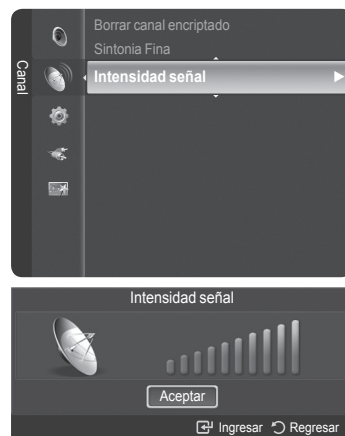 Borrar canal encriptado
Sintonia Fina
Canal
Intensidad señal
Intensidad señal
Aceptar
Ingresar Regresar